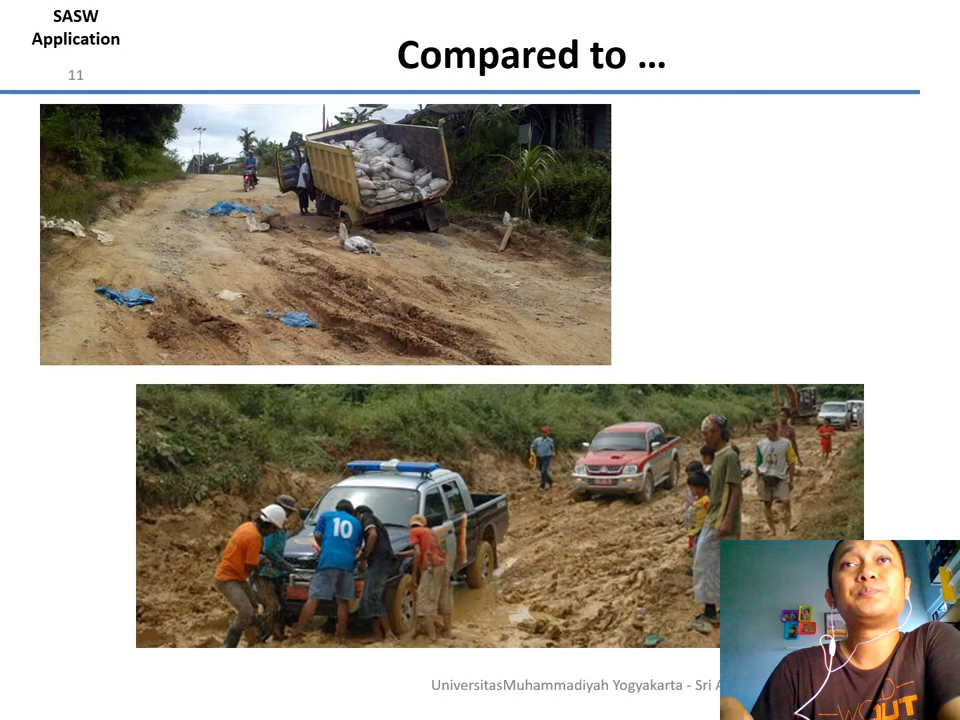 SASW
Application
11
Compared to …
10
UniversitasMuhammadiyah Yogyakarta - Sri